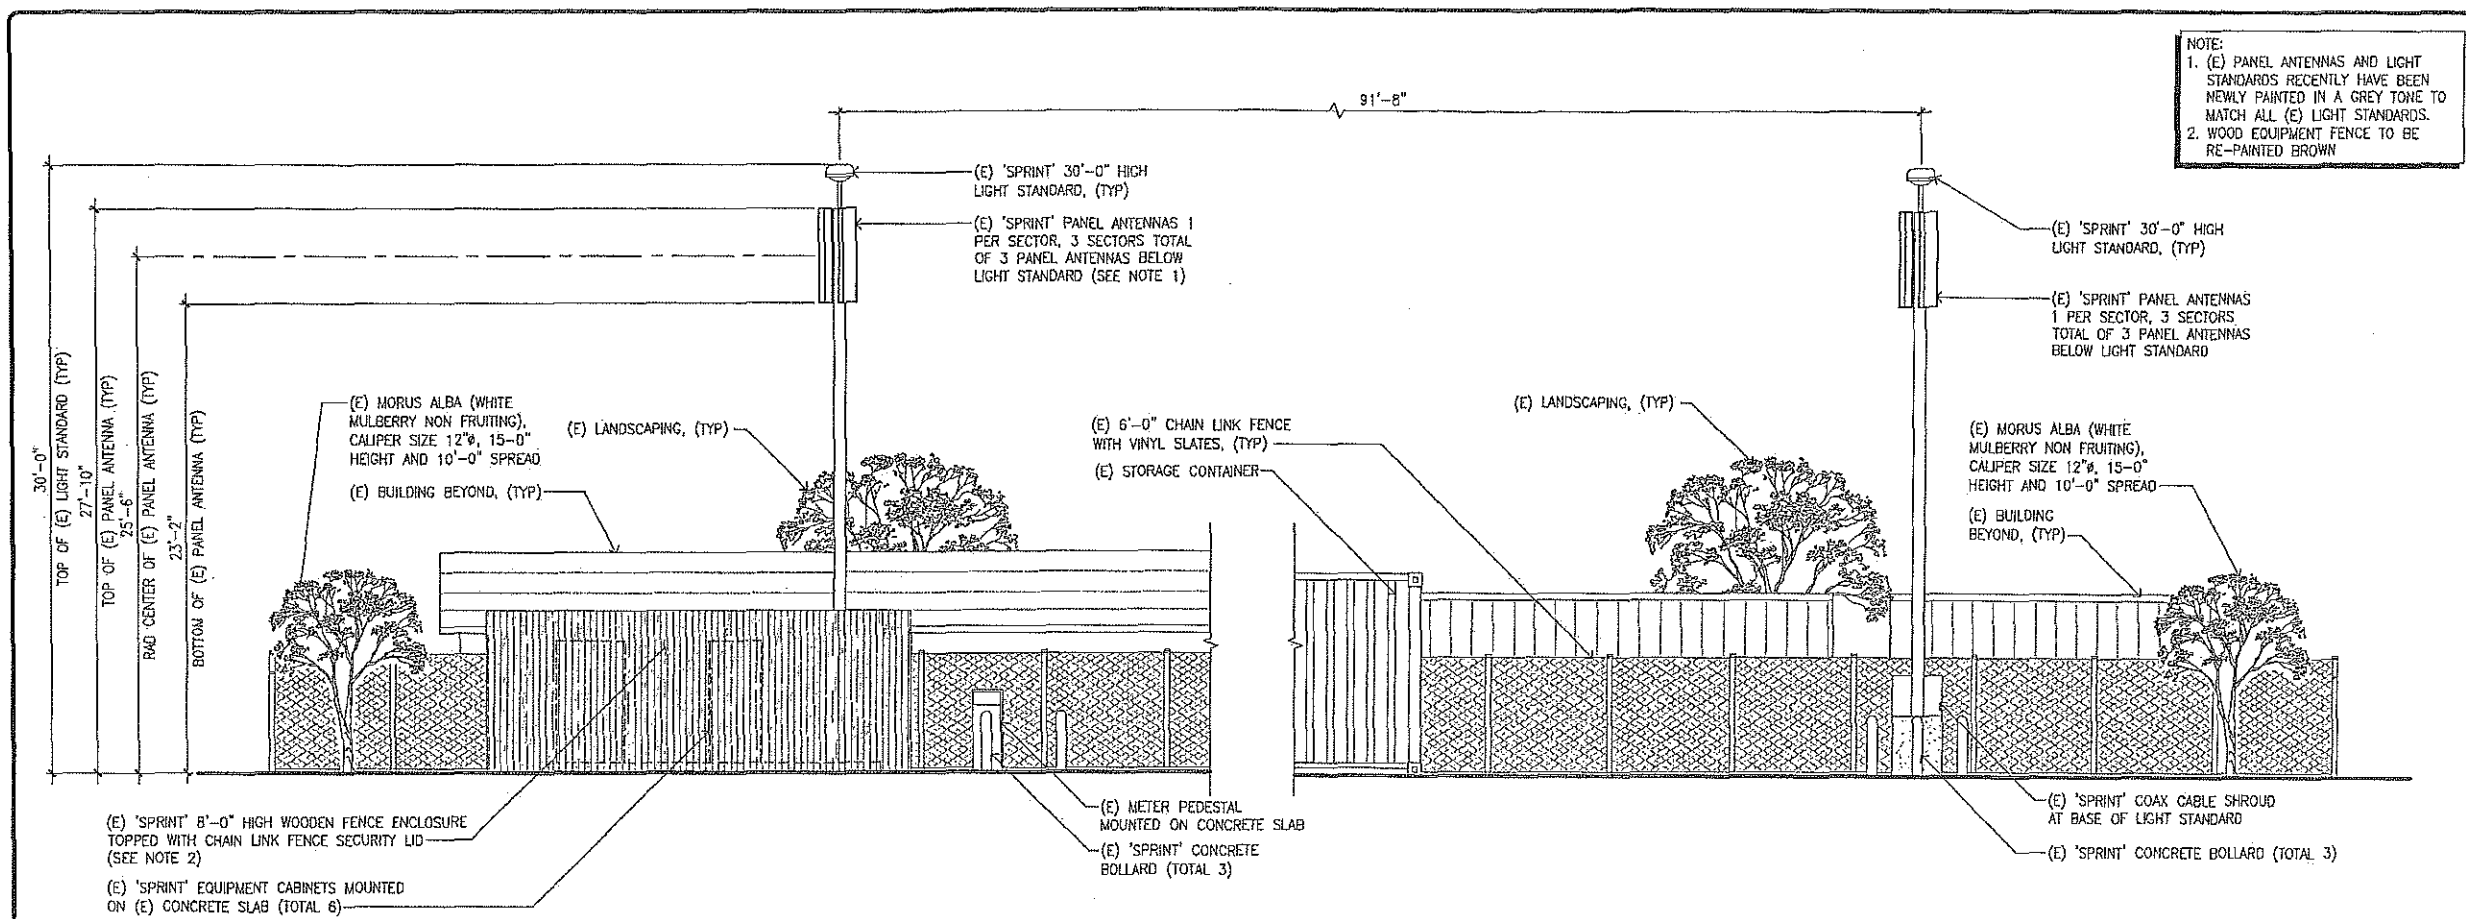 NOTE:
1. (E) PANEL ANTENNAS AND LIGHT
STANDARDS RECENTLY HAVE BEEN
NEWLY PAINTED IN A GREY TONE TO
MATCH ALL (E) LIGHT STANDARDS.
2. WOOD EQUIPMENT FENCE TO BE
RE-PAINTED BROWN
91'-8"
(E) 'SPRINT' 30'-0" HIGH
LIGHT STANDARD, (TYP)
(E) 'SPRINT' PANEL ANTENNAS 1
PER SECTOR, 3 SECTORS TOTAL
OF 3 PANEL ANTENNAS BELOW
LIGHT STANDARD (SEE NOTE 1)
(E) 'SPRINT' 30'-0" HIGH
LIGHT STANDARD, (TYP)
(E) 'SPRINT' PANEL ANTENNAS
1 PER SECTOR, 3 SECTORS
TOTAL OF 3 PANEL ANTENNAS
BELOW LIGHT STANDARD
30'-0"
TOP OF (E) LIGHT STANDARD (TYP)
27'-10"
TOP OF (E) PANEL ANTENNA (TYP)
25'-6"
RAD CENTER OF (E) PANEL ANTENNA (TYP)
23'-2"
BOTTOM OF (E) PANEL ANTENNA (TYP)
(E) MORUS ALBA (WHITE
MULBERRY NON FRUITING),
CALIPER SIZE 12"ø, 15-0"
HEIGHT AND 10'-0" SPREAD
(E) BUILDING BEYOND, (TYP)
(E) LANDSCAPING, (TYP)
(E) 6'-0" CHAIN LINK FENCE
WITH VINYL SLATES, (TYP)
(E) STORAGE CONTAINER
(E) LANDSCAPING, (TYP)
(E) MORUS ALBA (WHITE
MULBERRY NON FRUITING),
CALIPER SIZE 12"ø, 15-0"
HEIGHT AND 10'-0" SPREAD
(E) BUILDING
BEYOND, (TYP)
(E) 'SPRINT' 8'-0" HIGH WOODEN FENCE ENCLOSURE
TOPPED WITH CHAIN LINK FENCE SECURITY LID
(SEE NOTE 2)
(E) 'SPRINT' EQUIPMENT CABINETS MOUNTED
ON (E) CONCRETE SLAB (TOTAL 6)
(E) METER PEDESTAL
MOUNTED ON CONCRETE SLAB
(E) 'SPRINT' CONCRETE
BOLLARD (TOTAL 3)
(E) 'SPRINT' COAX CABLE SHROUD
AT BASE OF LIGHT STANDARD
(E) 'SPRINT' CONCRETE BOLLARD (TOTAL 3)